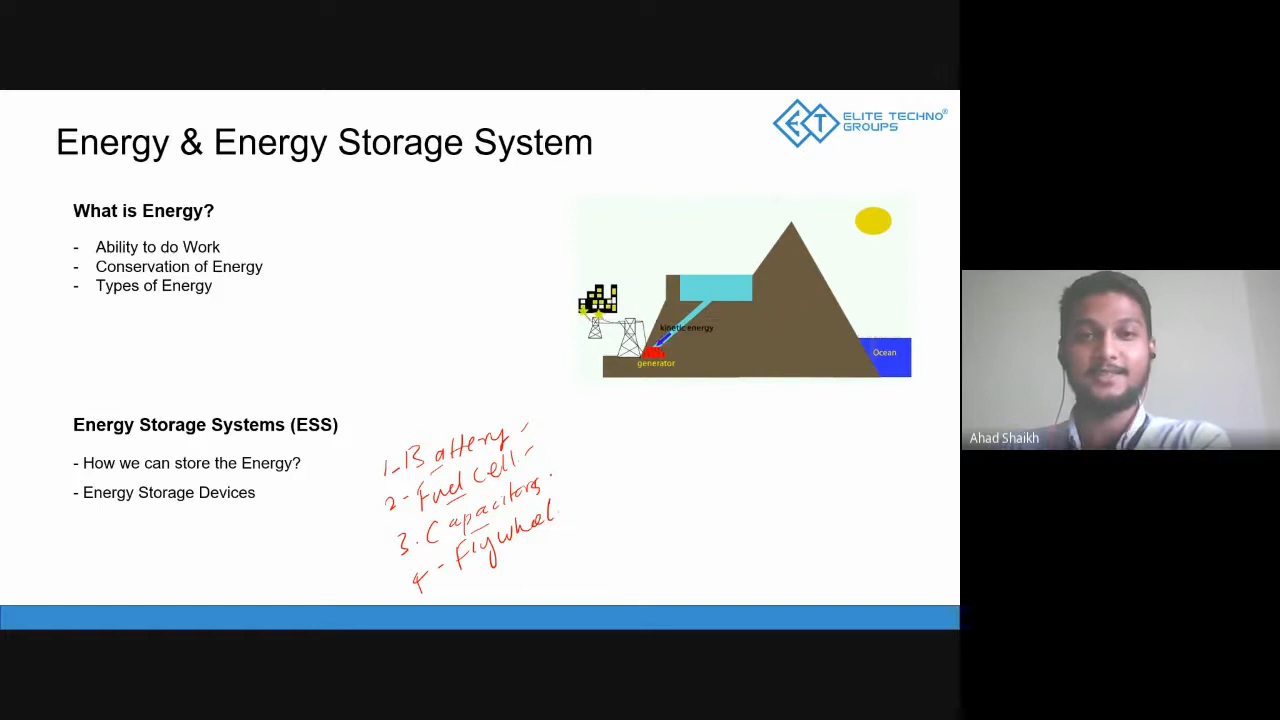 ELITE TECHNO®
GROUPS
ET
Energy & Energy Storage System
What is Energy?
- Ability to do Work
- Conservation of Energy
- Types of Energy
kinetic energy
generator
Ocean
Energy Storage Systems (ESS)
- How we can store the Energy?
- Energy Storage Devices
1-Battery -
2-Fuel Cell -
3. Capacitors.
4-Flywheel.
Ahad Shaikh